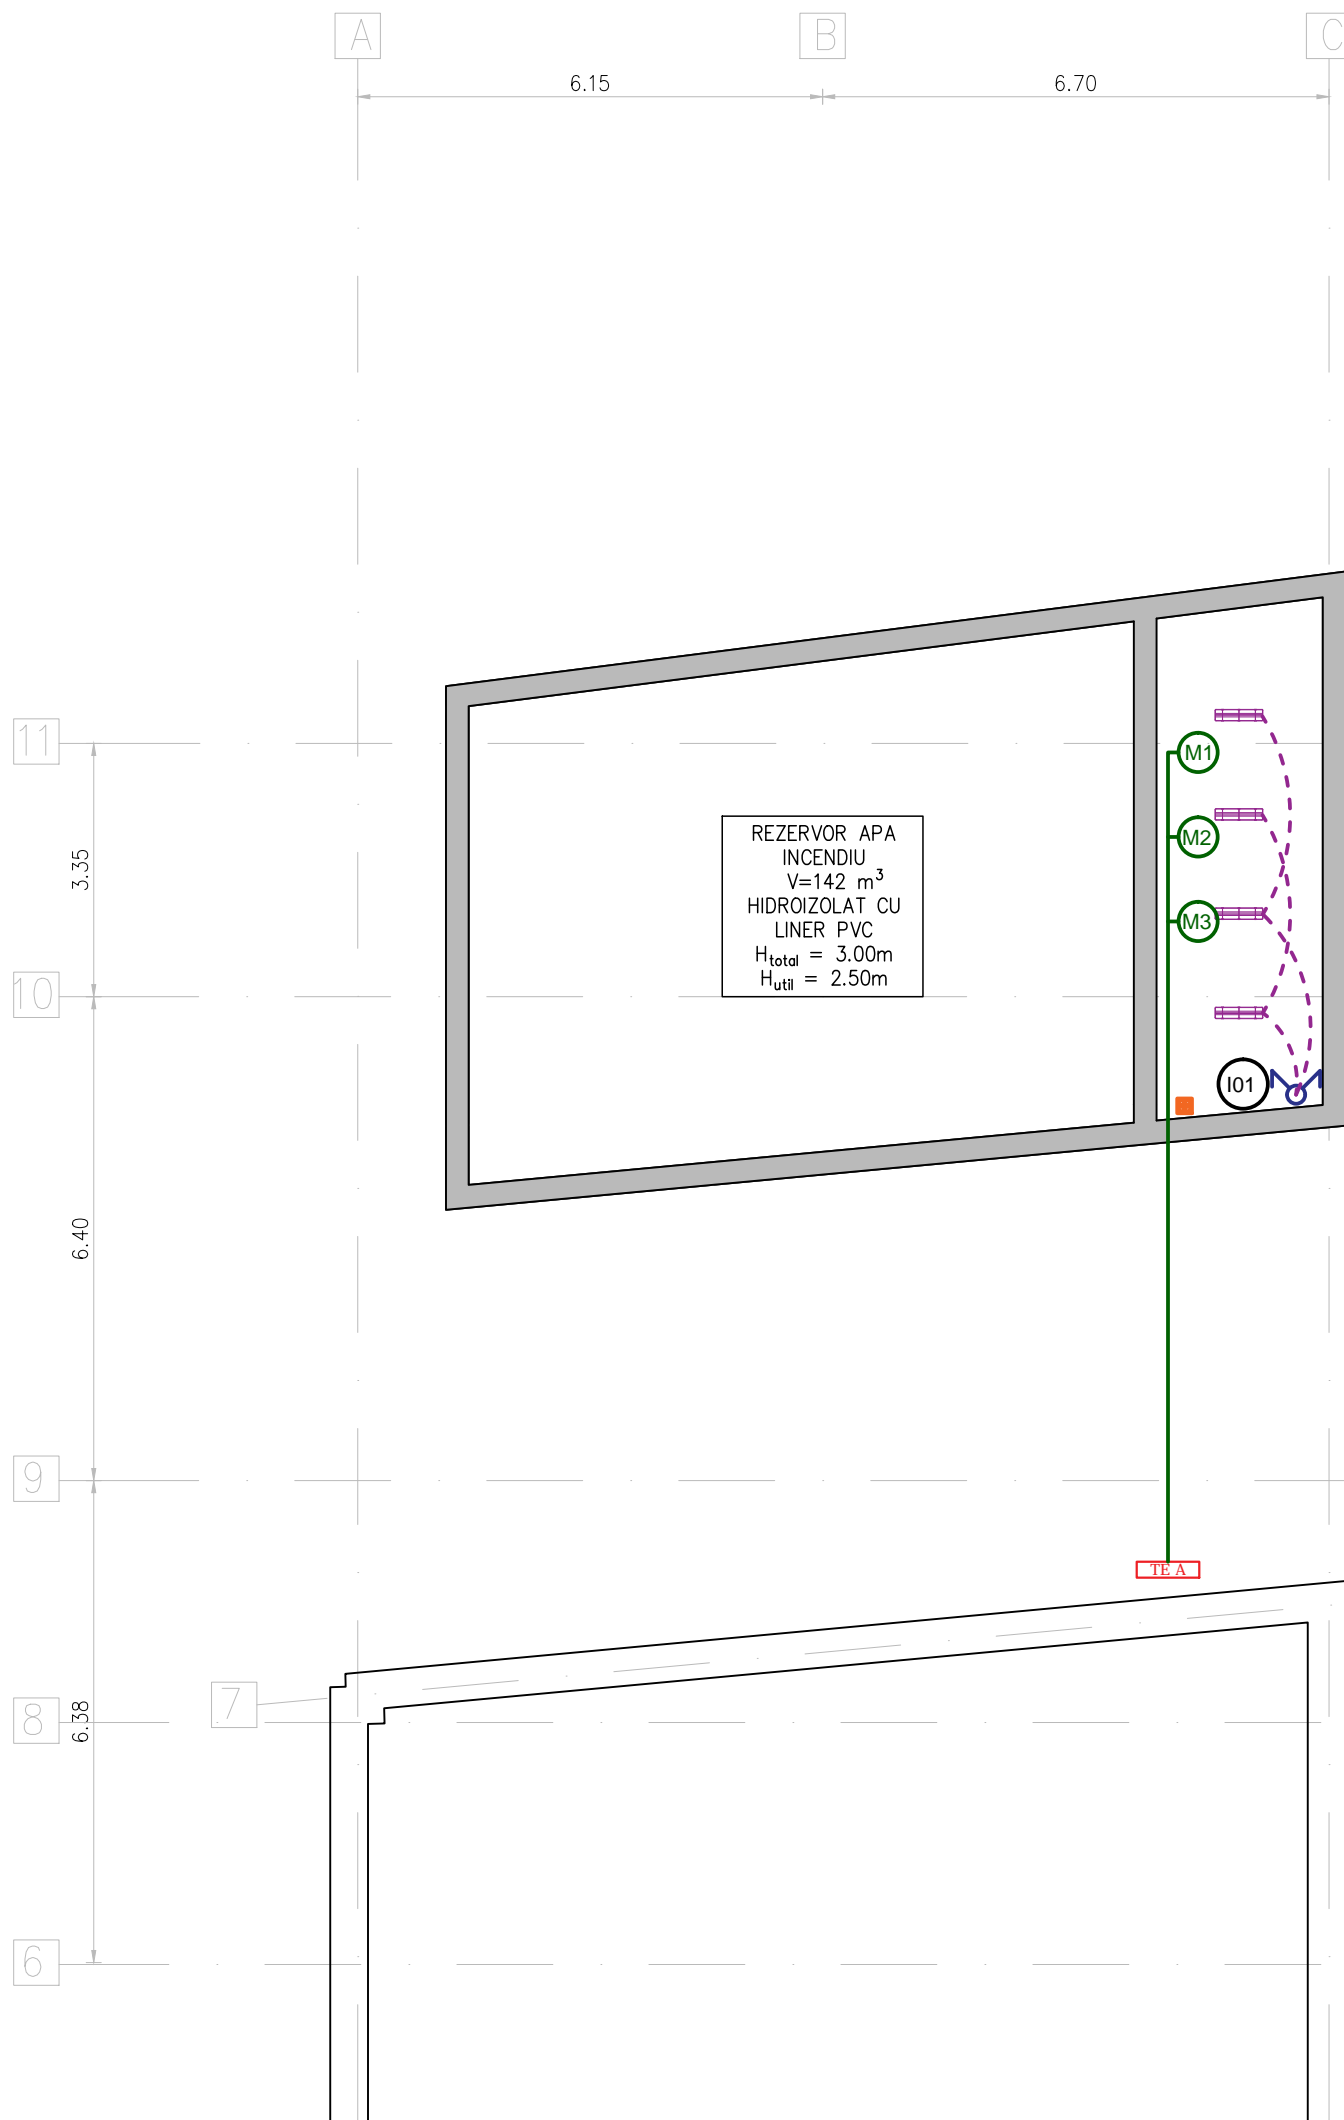 A
B
C
6.15
6.70
11
M1
REZERVOR APA
INCENDIU
V=142 m³
HIDROIZOLAT CU
LINER PVC
Htotal = 3.00m
Hutil = 2.50m
M2
3.35
M3
10
I01
6.40
9
TE A
7
8
6.38
6